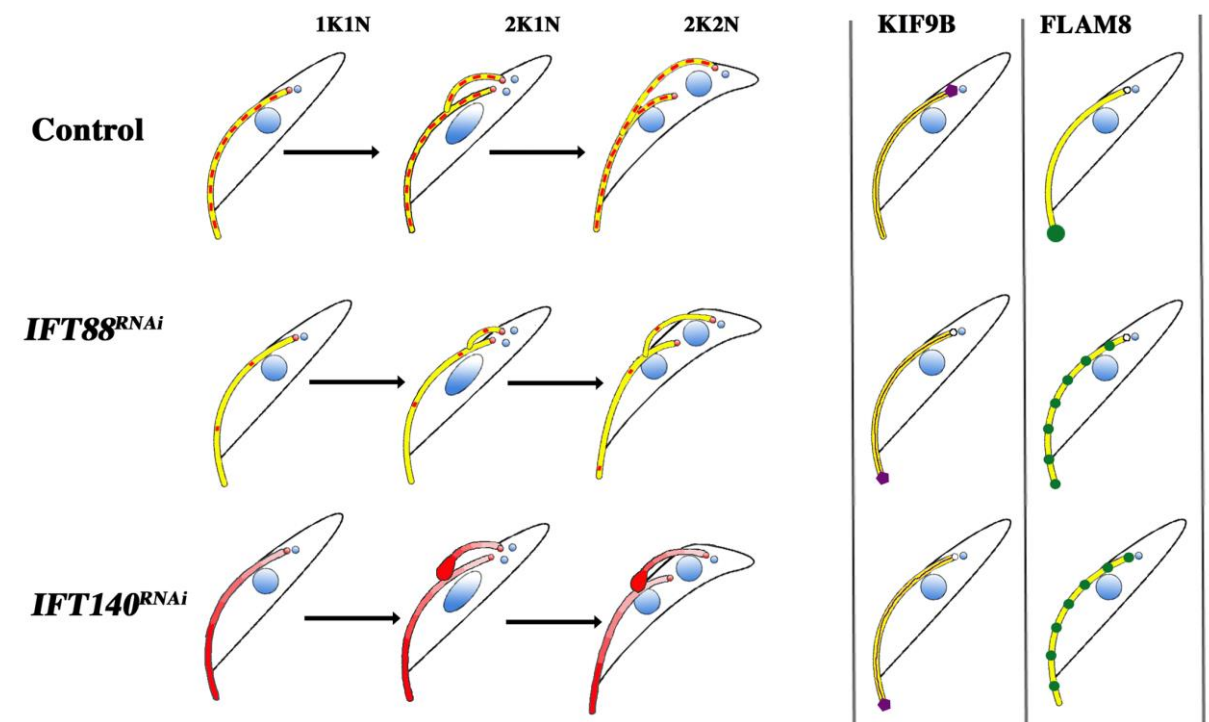 1K1N 2K1N 2K2N KIF9B FLAM8
Control
IFT88RNAi
IFT140RNAi